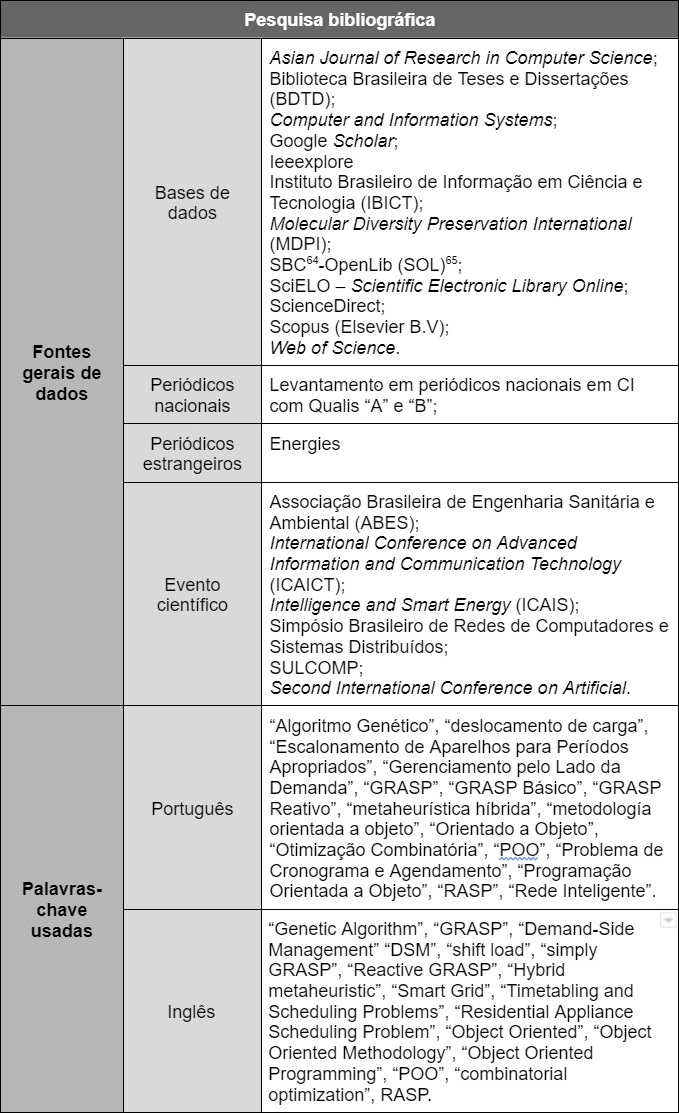 Pesquisa bibliográfica
Fontes
gerais de
dados
Bases de
dados
Asian Journal of Research in Computer Science;
Biblioteca Brasileira de Teses e Dissertações
(BDTD);
Computer and Information Systems;
Google Scholar;
Ieeexplore
Instituto Brasileiro de Informação em Ciência e
Tecnologia (IBICT);
Molecular Diversity Preservation International
(MDPI);
SBC⁶⁴-OpenLib (SOL)⁶⁵;
SciELO – Scientific Electronic Library Online;
ScienceDirect;
Scopus (Elsevier B.V);
Web of Science.
Periódicos
nacionais
Levantamento em periódicos nacionais em CI
com Qualis “A” e “B”;
Periódicos
estrangeiros
Energies
Evento
científico
Associação Brasileira de Engenharia Sanitária e
Ambiental (ABES);
International Conference on Advanced
Information and Communication Technology
(ICAICT);
Intelligence and Smart Energy (ICAIS);
Simpósio Brasileiro de Redes de Computadores e
Sistemas Distribuídos;
SULCOMP;
Second International Conference on Artificial.
Palavras-
chave
usadas
Português
“Algoritmo Genético”, “deslocamento de carga”,
“Escalonamento de Aparelhos para Períodos
Apropriados”, “Gerenciamento pelo Lado da
Demanda”, “GRASP”, “GRASP Básico”, “GRASP
Reativo”, “metaheurística híbrida”, “metodología
orientada a objeto”, “Orientado a Objeto”,
“Otimização Combinatória”, “POO”, “Problema de
Cronograma e Agendamento”, “Programação
Orientada a Objeto”, “RASP”, “Rede Inteligente”.
Inglês
“Genetic Algorithm”, “GRASP”, “Demand-Side
Management” “DSM”, “shift load”, “simply
GRASP”, “Reactive GRASP”, “Hybrid
metaheuristic”, “Smart Grid”, “Timetabling and
Scheduling Problems”, “Residential Appliance
Scheduling Problem”, “Object Oriented”, “Object
Oriented Methodology”, “Object Oriented
Programming”, “POO”, “combinatorial
optimization”, RASP.